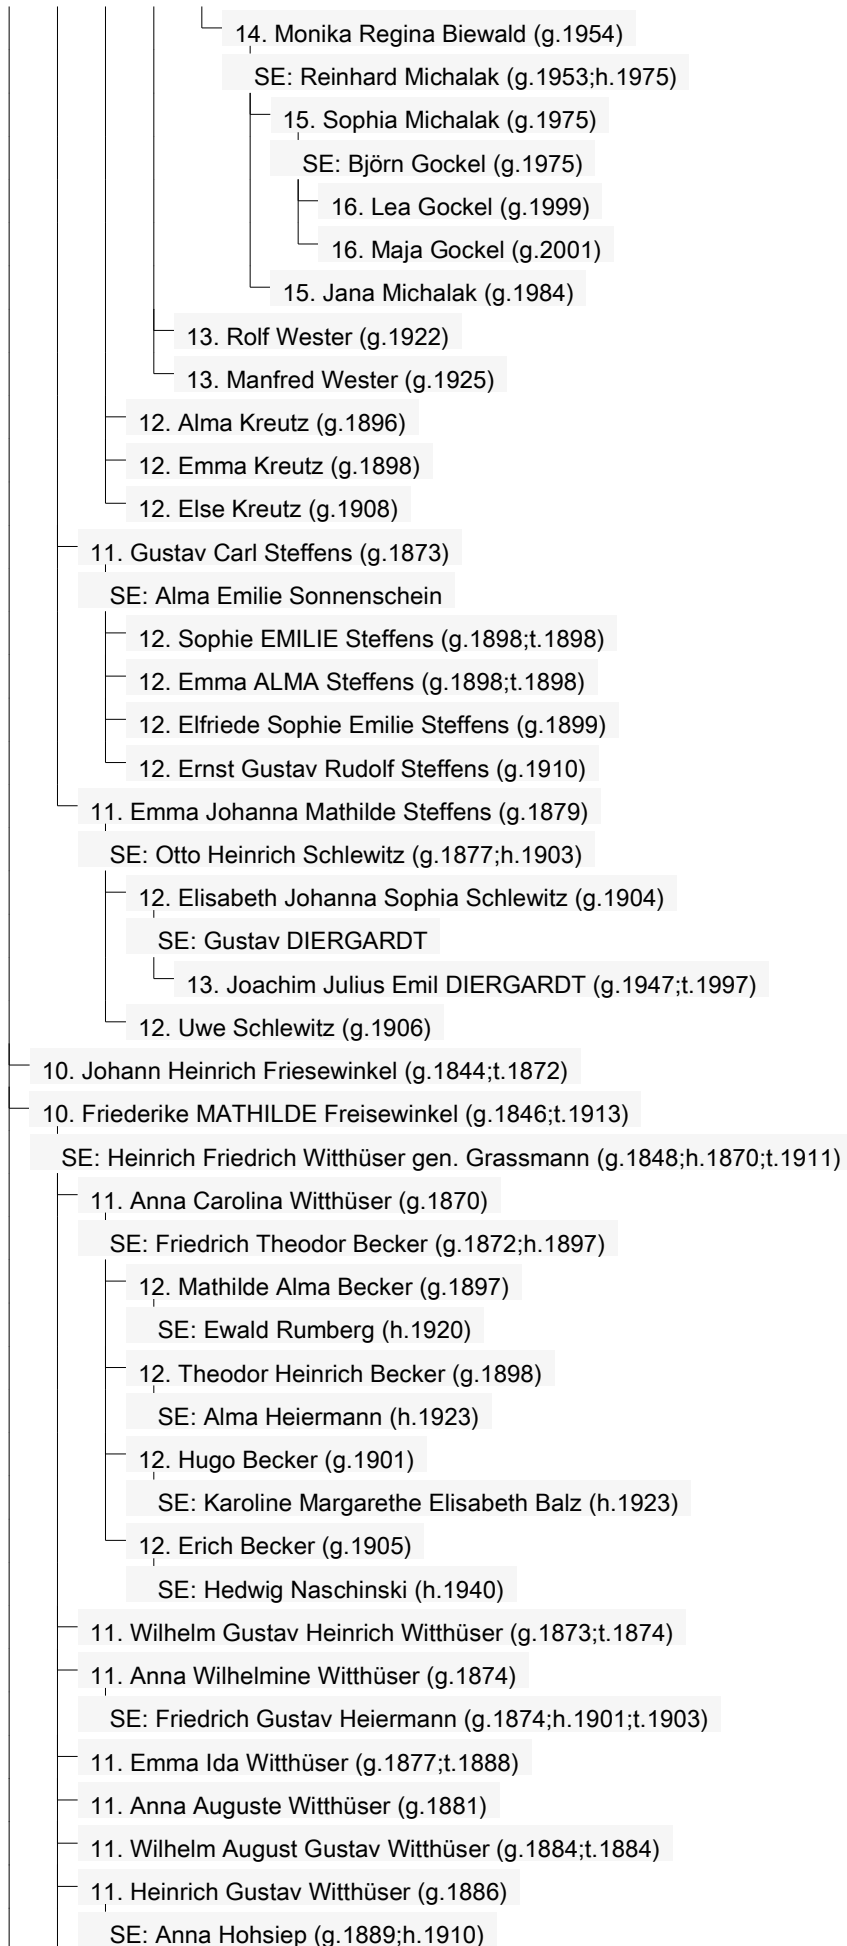 14. Monika Regina Biewald (g.1954)
SE: Reinhard Michalak (g.1953;h.1975)
15. Sophia Michalak (g.1975)
SE: Björn Gockel (g.1975)
16. Lea Gockel (g.1999)
16. Maja Gockel (g.2001)
15. Jana Michalak (g.1984)
13. Rolf Wester (g.1922)
13. Manfred Wester (g.1925)
12. Alma Kreutz (g.1896)
12. Emma Kreutz (g.1898)
12. Else Kreutz (g.1908)
11. Gustav Carl Steffens (g.1873)
SE: Alma Emilie Sonnenschein
12. Sophie EMILIE Steffens (g.1898;t.1898)
12. Emma ALMA Steffens (g.1898;t.1898)
12. Elfriede Sophie Emilie Steffens (g.1899)
12. Ernst Gustav Rudolf Steffens (g.1910)
11. Emma Johanna Mathilde Steffens (g.1879)
SE: Otto Heinrich Schlewitz (g.1877;h.1903)
12. Elisabeth Johanna Sophia Schlewitz (g.1904)
SE: Gustav DIERGARDT
13. Joachim Julius Emil DIERGARDT (g.1947;t.1997)
12. Uwe Schlewitz (g.1906)
10. Johann Heinrich Friesewinkel (g.1844;t.1872)
10. Friederike MATHILDE Freisewinkel (g.1846;t.1913)
SE: Heinrich Friedrich Witthüser gen. Grassmann (g.1848;h.1870;t.1911)
11. Anna Carolina Witthüser (g.1870)
SE: Friedrich Theodor Becker (g.1872;h.1897)
12. Mathilde Alma Becker (g.1897)
SE: Ewald Rumberg (h.1920)
12. Theodor Heinrich Becker (g.1898)
SE: Alma Heiermann (h.1923)
12. Hugo Becker (g.1901)
SE: Karoline Margarethe Elisabeth Balz (h.1923)
12. Erich Becker (g.1905)
SE: Hedwig Naschinski (h.1940)
11. Wilhelm Gustav Heinrich Witthüser (g.1873;t.1874)
11. Anna Wilhelmine Witthüser (g.1874)
SE: Friedrich Gustav Heiermann (g.1874;h.1901;t.1903)
11. Emma Ida Witthüser (g.1877;t.1888)
11. Anna Auguste Witthüser (g.1881)
11. Wilhelm August Gustav Witthüser (g.1884;t.1884)
11. Heinrich Gustav Witthüser (g.1886)
SE: Anna Hohsiep (g.1889;h.1910)